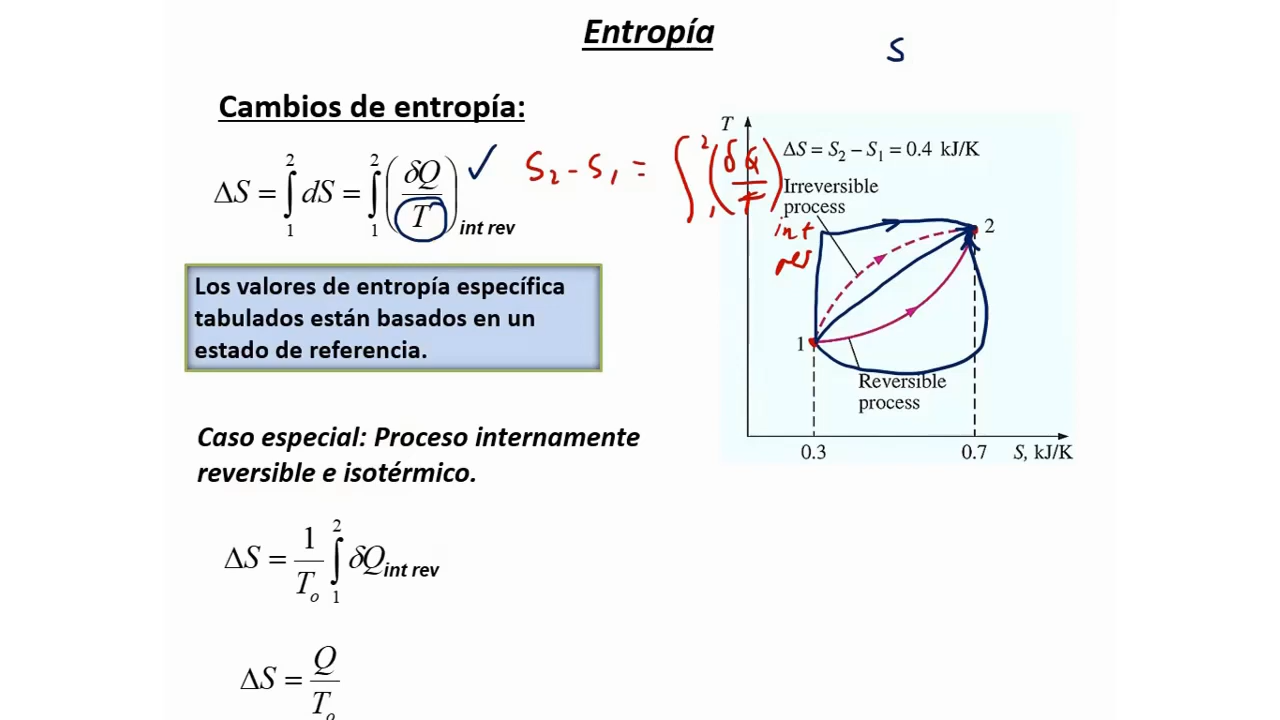 Entropía
S
Cambios de entropía:
ΔS = ∫₁² dS = ∫₁² (δQ/T) int rev ✓
S₂ - S₁ = ∫₁² (δQ/T) int rev
T
ΔS = S₂ − S₁ = 0.4 kJ/K
Irreversible
process
2
1
Reversible
process
0.3
0.7
S, kJ/K
Los valores de entropía específica
tabulados están basados en un
estado de referencia.
Caso especial: Proceso internamente
reversible e isotérmico.
ΔS = 1/Tₒ ∫₁² δQ int rev
ΔS = Q/Tₒ